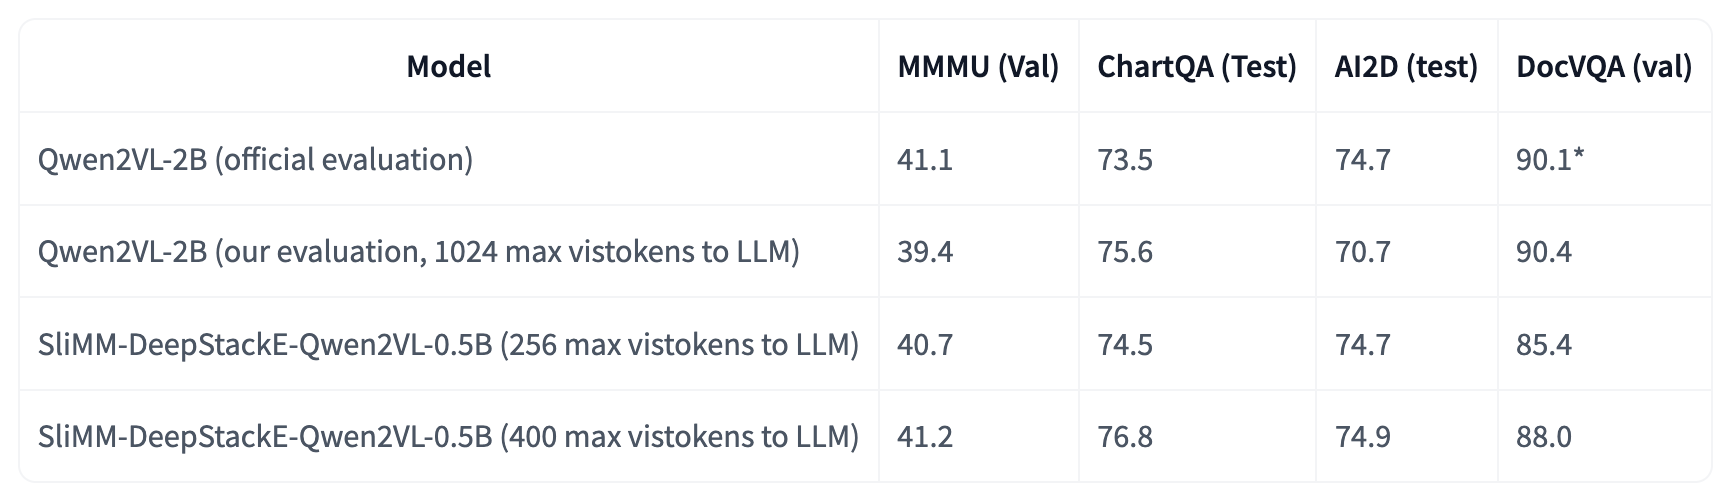 Model MMMU (Val) ChartQA (Test) AI2D (test) DocVQA (val)
Qwen2VL-2B (official evaluation) 41.1 73.5 74.7 90.1*
Qwen2VL-2B (our evaluation, 1024 max vistokens to LLM) 39.4 75.6 70.7 90.4
SliMM-DeepStackE-Qwen2VL-0.5B (256 max vistokens to LLM) 40.7 74.5 74.7 85.4
SliMM-DeepStackE-Qwen2VL-0.5B (400 max vistokens to LLM) 41.2 76.8 74.9 88.0